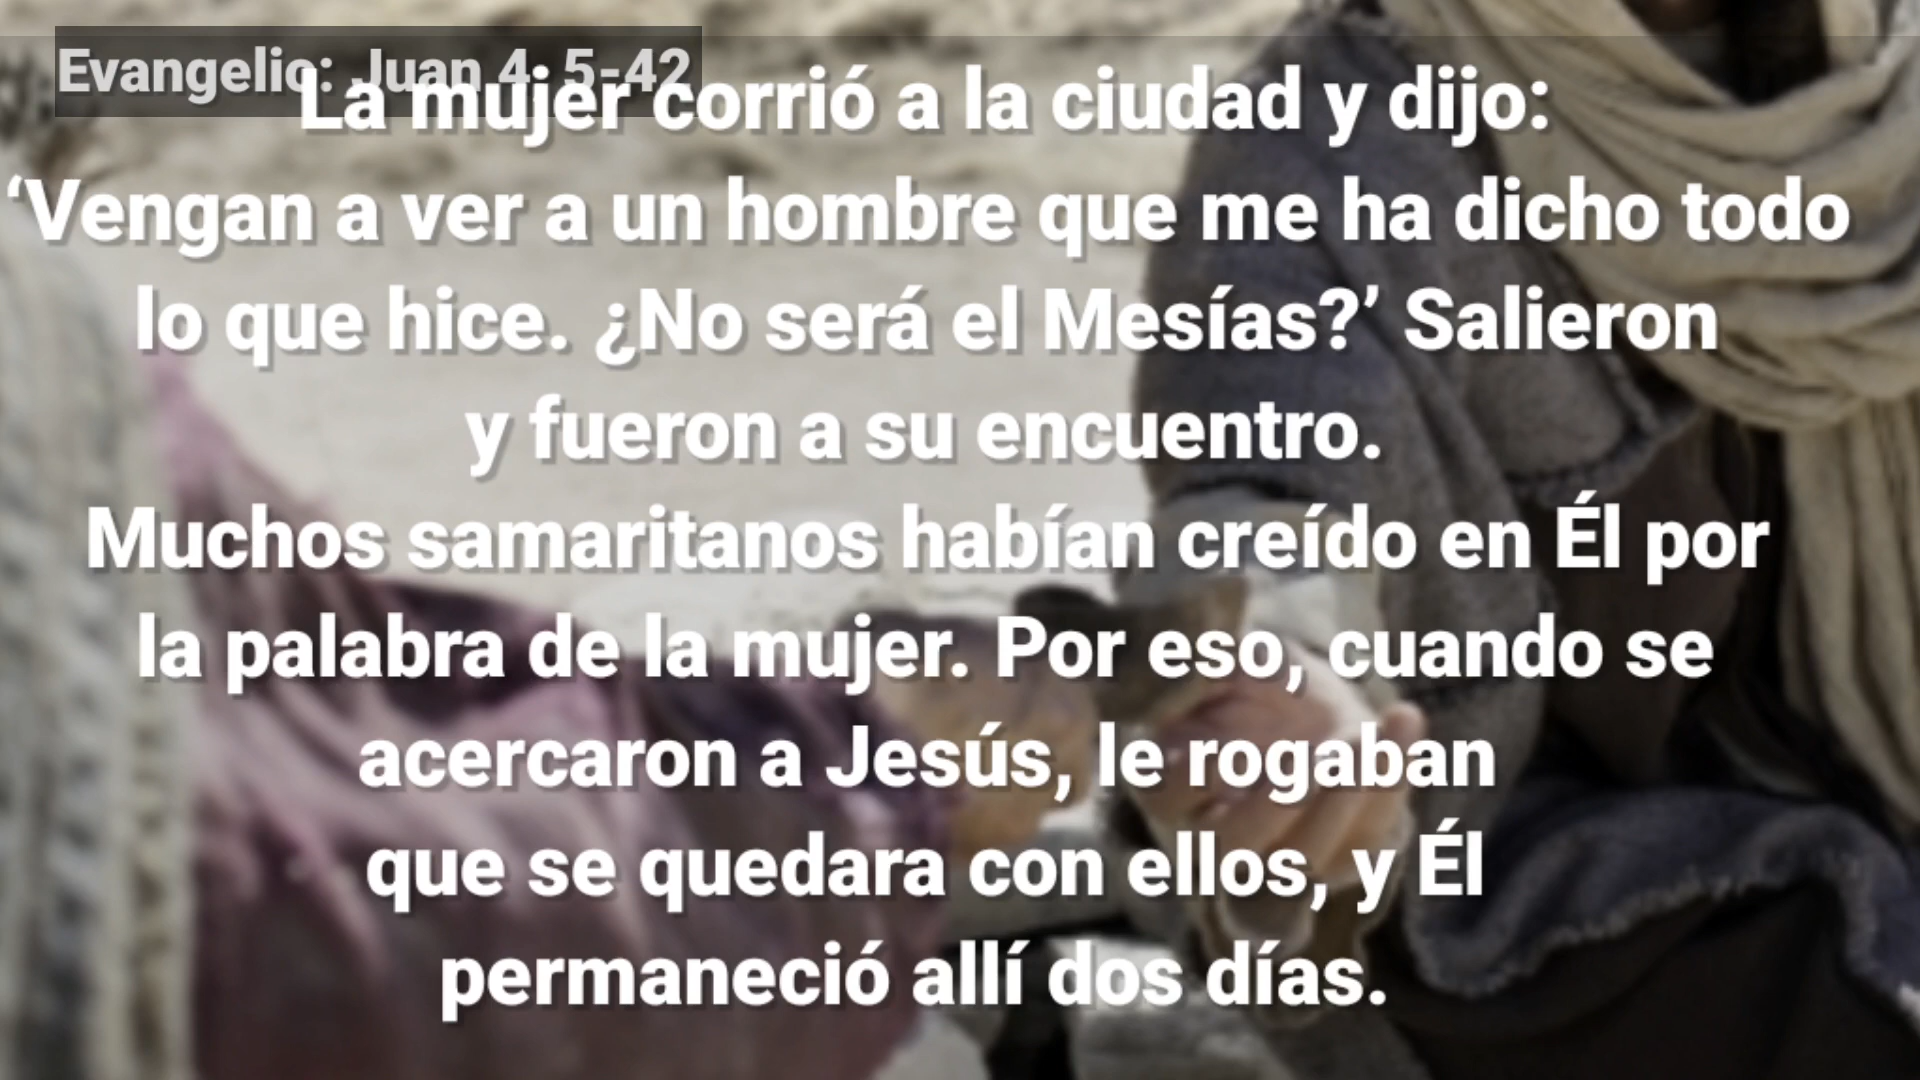 Evangelio: Juan 4, 5-42
La mujer corrió a la ciudad y dijo:
‘Vengan a ver a un hombre que me ha dicho todo
lo que hice. ¿No será el Mesías?’ Salieron
y fueron a su encuentro.
Muchos samaritanos habían creído en Él por
la palabra de la mujer. Por eso, cuando se
acercaron a Jesús, le rogaban
que se quedara con ellos, y Él
permaneció allí dos días.